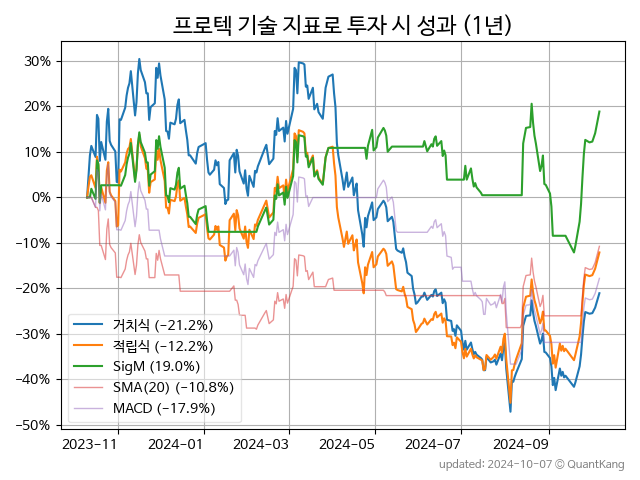 프로텍 기술 지표로 투자 시 성과 (1년)
30%
20%
10%
0%
−10%
−20%
−30%
−40%
−50%
거치식 (−21.2%)
적립식 (−12.2%)
SigM (19.0%)
SMA(20) (−10.8%)
MACD (−17.9%)
2023-11 2024-01 2024-03 2024-05 2024-07 2024-09
updated: 2024-10-07 © QuantKang